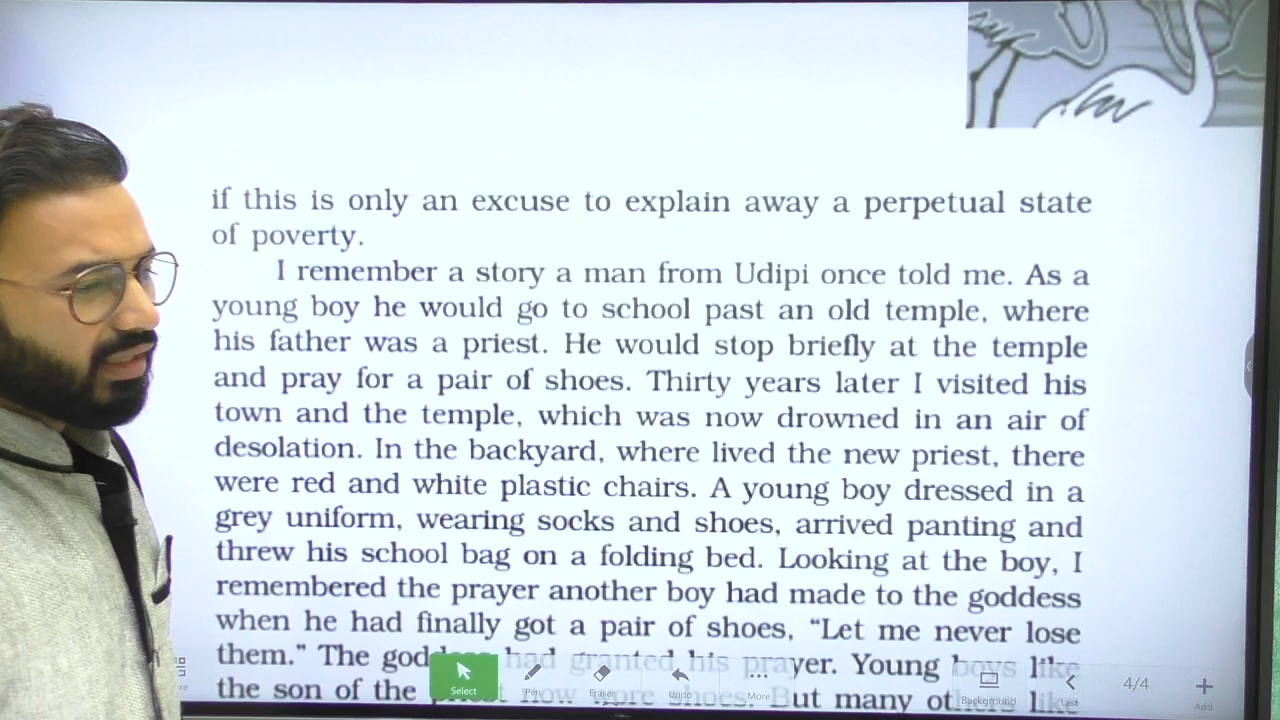 if this is only an excuse to explain away a perpetual state
of poverty.
I remember a story a man from Udipi once told me. As a
young boy he would go to school past an old temple, where
his father was a priest. He would stop briefly at the temple
and pray for a pair of shoes. Thirty years later I visited his
town and the temple, which was now drowned in an air of
desolation. In the backyard, where lived the new priest, there
were red and white plastic chairs. A young boy dressed in a
grey uniform, wearing socks and shoes, arrived panting and
threw his school bag on a folding bed. Looking at the boy, I
remembered the prayer another boy had made to the goddess
when he had finally got a pair of shoes, “Let me never lose
them.” The goddess had granted his prayer. Young boys like
the son of the priest now wore shoes. But many others like
re
Select
Pen
Eraser
Undo
More
Background
Last
4/4
Add